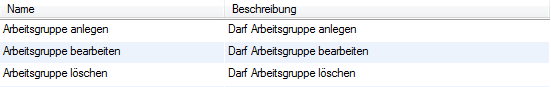 Name Beschreibung
Arbeitsgruppe anlegen Darf Arbeitsgruppe anlegen
Arbeitsgruppe bearbeiten Darf Arbeitsgruppe bearbeiten
Arbeitsgruppe löschen Darf Arbeitsgruppe löschen